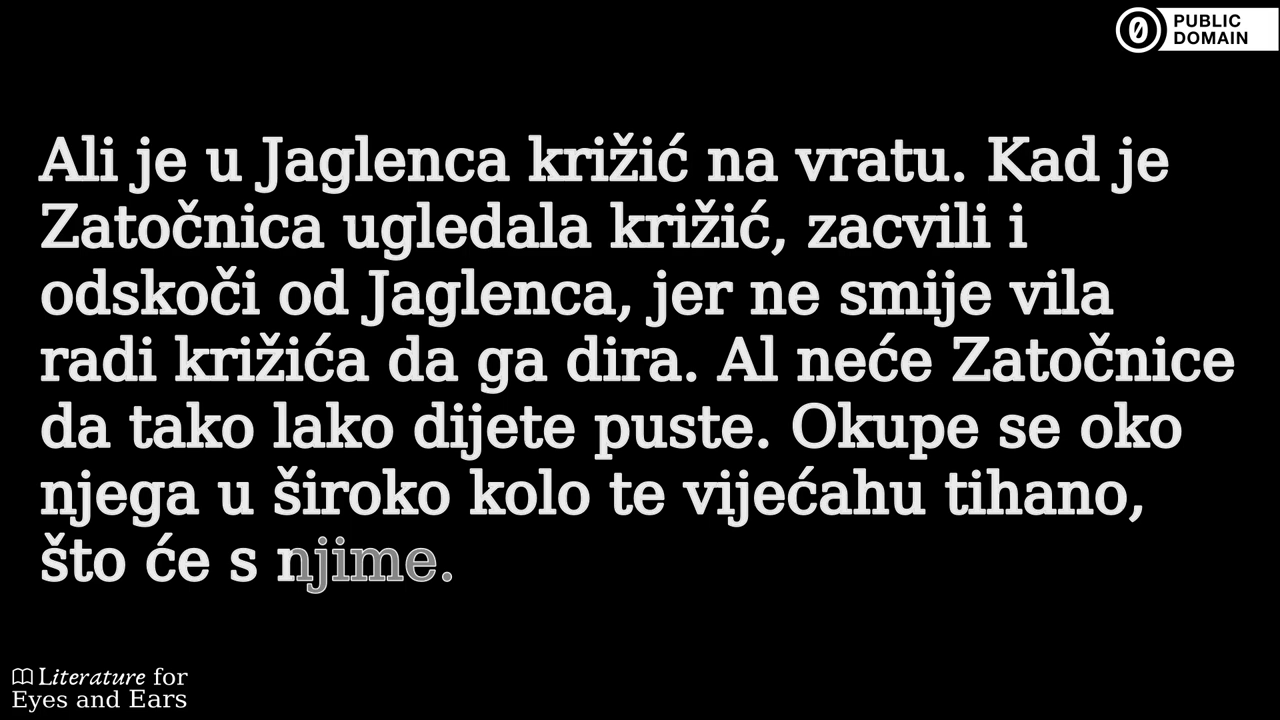 PUBLIC
DOMAIN
Ali je u Jaglenca križić na vratu. Kad je
Zatočnica ugledala križić, zacvili i
odskoči od Jaglenca, jer ne smije vila
radi križića da ga dira. Al neće Zatočnice
da tako lako dijete puste. Okupe se oko
njega u široko kolo te vijećahu tihano,
što će s njime.
Literature for
Eyes and Ears